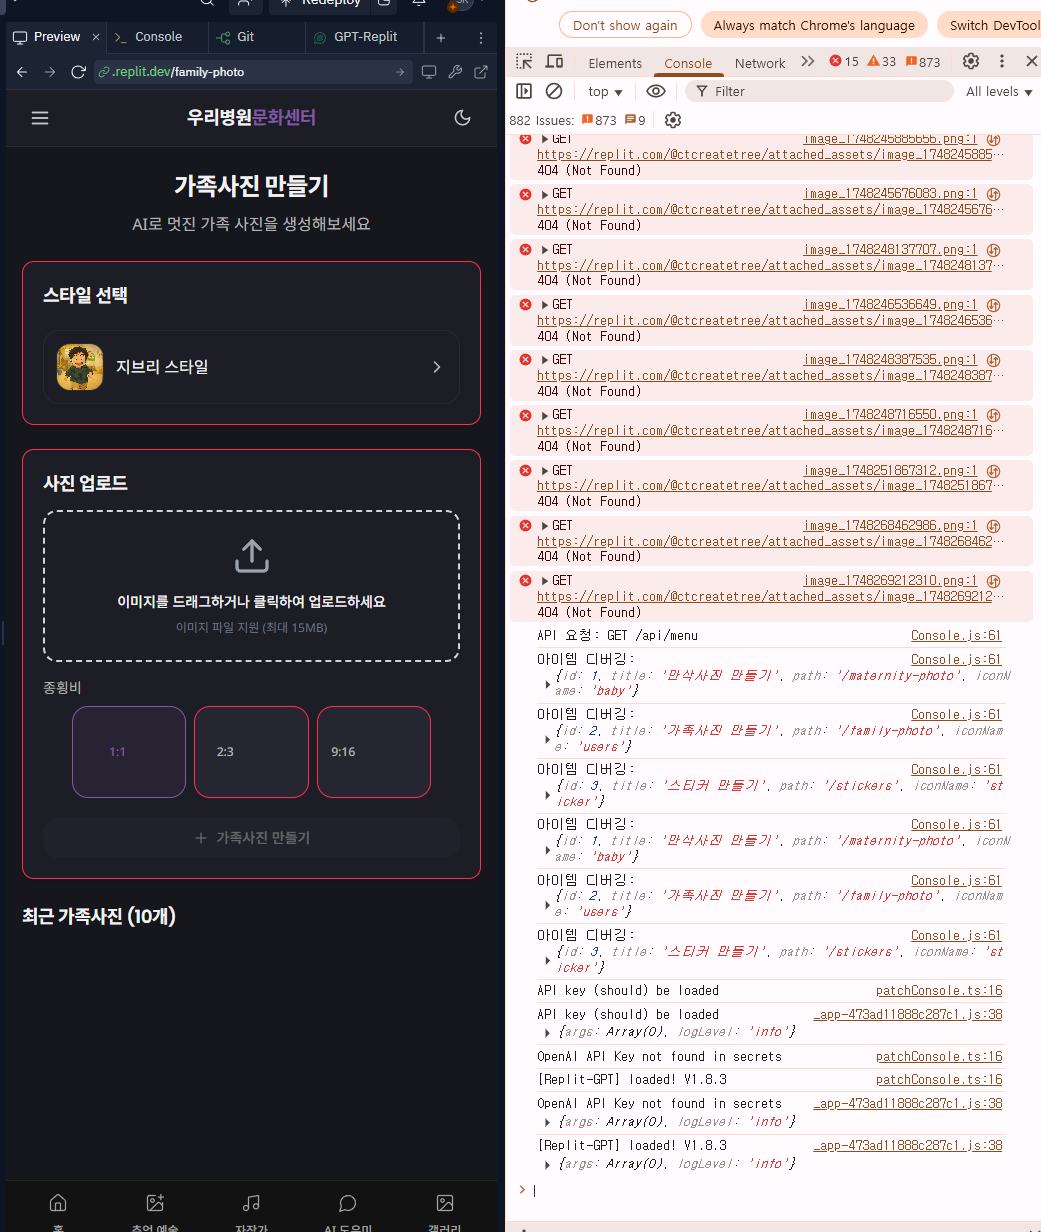 Redeploy
Preview
Console
Git
GPT-Replit
.replit.dev/family-photo
우리병원문화센터
가족사진 만들기
AI로 멋진 가족 사진을 생성해보세요
스타일 선택
지브리 스타일
사진 업로드
이미지를 드래그하거나 클릭하여 업로드하세요
이미지 파일 지원 (최대 15MB)
종횡비
1:1
2:3
9:16
+ 가족사진 만들기
최근 가족사진 (10개)
홈
추억 예술
자장가
AI 도우미
갤러리
Don't show again
Always match Chrome's language
Switch DevTool
Elements
Console
Network
15
33
873
top
Filter
All levels
882 Issues:
873
9
GET image_1748245885656.png:1
https://replit.com/@ctcreatetree/attached_assets/image_1748245885…
404 (Not Found)
GET image_1748245676083.png:1
https://replit.com/@ctcreatetree/attached_assets/image_1748245676…
404 (Not Found)
GET image_1748248137707.png:1
https://replit.com/@ctcreatetree/attached_assets/image_1748248137…
404 (Not Found)
GET image_1748246536649.png:1
https://replit.com/@ctcreatetree/attached_assets/image_1748246536…
404 (Not Found)
GET image_1748248387535.png:1
https://replit.com/@ctcreatetree/attached_assets/image_1748248387…
404 (Not Found)
GET image_1748248716550.png:1
https://replit.com/@ctcreatetree/attached_assets/image_1748248716…
404 (Not Found)
GET image_1748251867312.png:1
https://replit.com/@ctcreatetree/attached_assets/image_1748251867…
404 (Not Found)
GET image_1748268462986.png:1
https://replit.com/@ctcreatetree/attached_assets/image_1748268462…
404 (Not Found)
GET image_1748269212310.png:1
https://replit.com/@ctcreatetree/attached_assets/image_1748269212…
404 (Not Found)
API 요청: GET /api/menu Console.js:61
아이템 디버깅: Console.js:61
{id: 1, title: '만삭사진 만들기', path: '/maternity-photo', iconN
ame: 'baby'}
아이템 디버깅: Console.js:61
{id: 2, title: '가족사진 만들기', path: '/family-photo', iconNam
e: 'users'}
아이템 디버깅: Console.js:61
{id: 3, title: '스티커 만들기', path: '/stickers', iconName: 'st
icker'}
아이템 디버깅: Console.js:61
{id: 1, title: '만삭사진 만들기', path: '/maternity-photo', iconN
ame: 'baby'}
아이템 디버깅: Console.js:61
{id: 2, title: '가족사진 만들기', path: '/family-photo', iconNam
e: 'users'}
아이템 디버깅: Console.js:61
{id: 3, title: '스티커 만들기', path: '/stickers', iconName: 'st
icker'}
API key (should) be loaded patchConsole.ts:16
API key (should) be loaded _app-473ad11888c287c1.js:38
{args: Array(0), logLevel: 'info'}
OpenAI API Key not found in secrets patchConsole.ts:16
[Replit-GPT] loaded! V1.8.3 patchConsole.ts:16
OpenAI API Key not found in secrets _app-473ad11888c287c1.js:38
{args: Array(0), logLevel: 'info'}
[Replit-GPT] loaded! V1.8.3 _app-473ad11888c287c1.js:38
{args: Array(0), logLevel: 'info'}